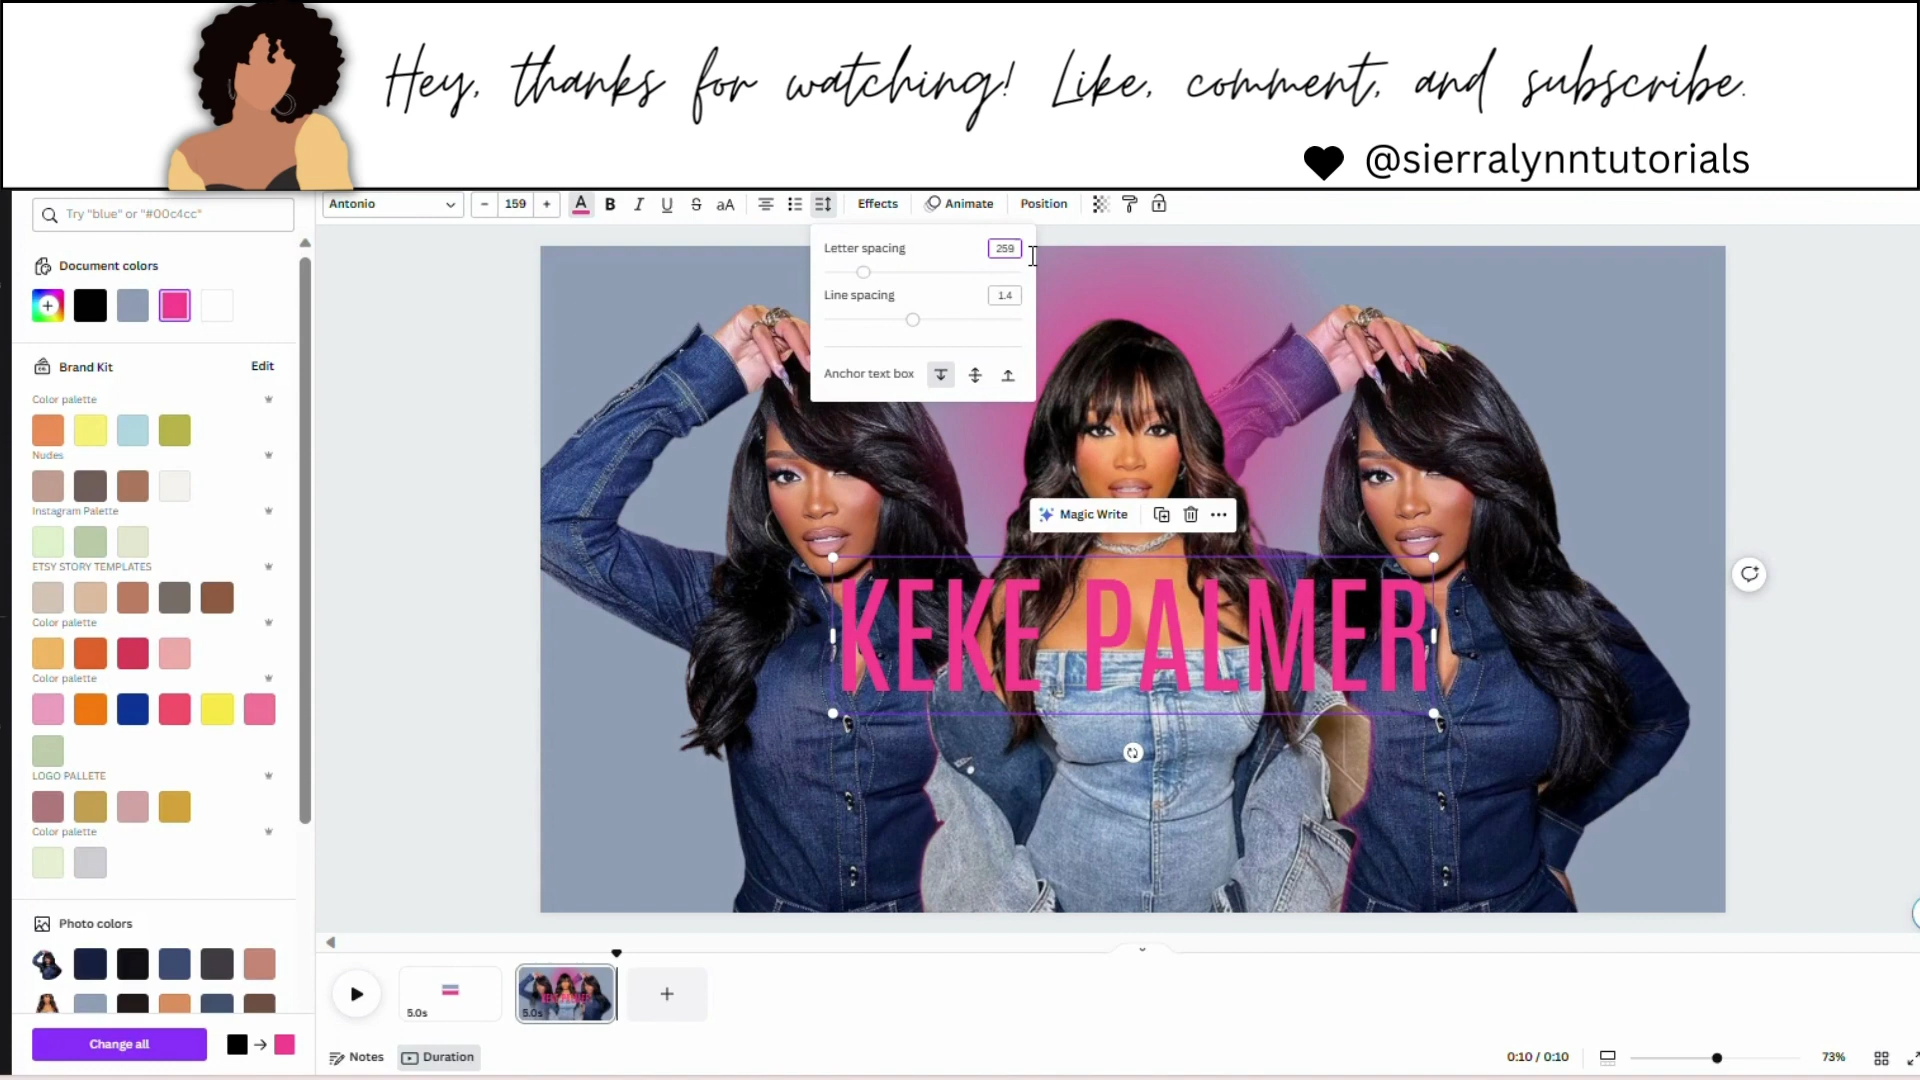 Hey, thanks for watching! Like, comment, and subscribe.
@sierralynntutorials
Try "blue" or "#00c4cc"
Antonio
159
A
B
I
U
S
aA
Effects
Animate
Position
Letter spacing
259
Line spacing
1.4
Anchor text box
Document colors
Brand Kit
Edit
Color palette
Nudes
Instagram Palette
ETSY STORY TEMPLATES
Color palette
Color palette
LOGO PALLETE
Color palette
Photo colors
Change all
Magic Write
KEKE PALMER
5.0s
KEKE PALMER
5.0s
Notes
Duration
0:10 / 0:10
73%